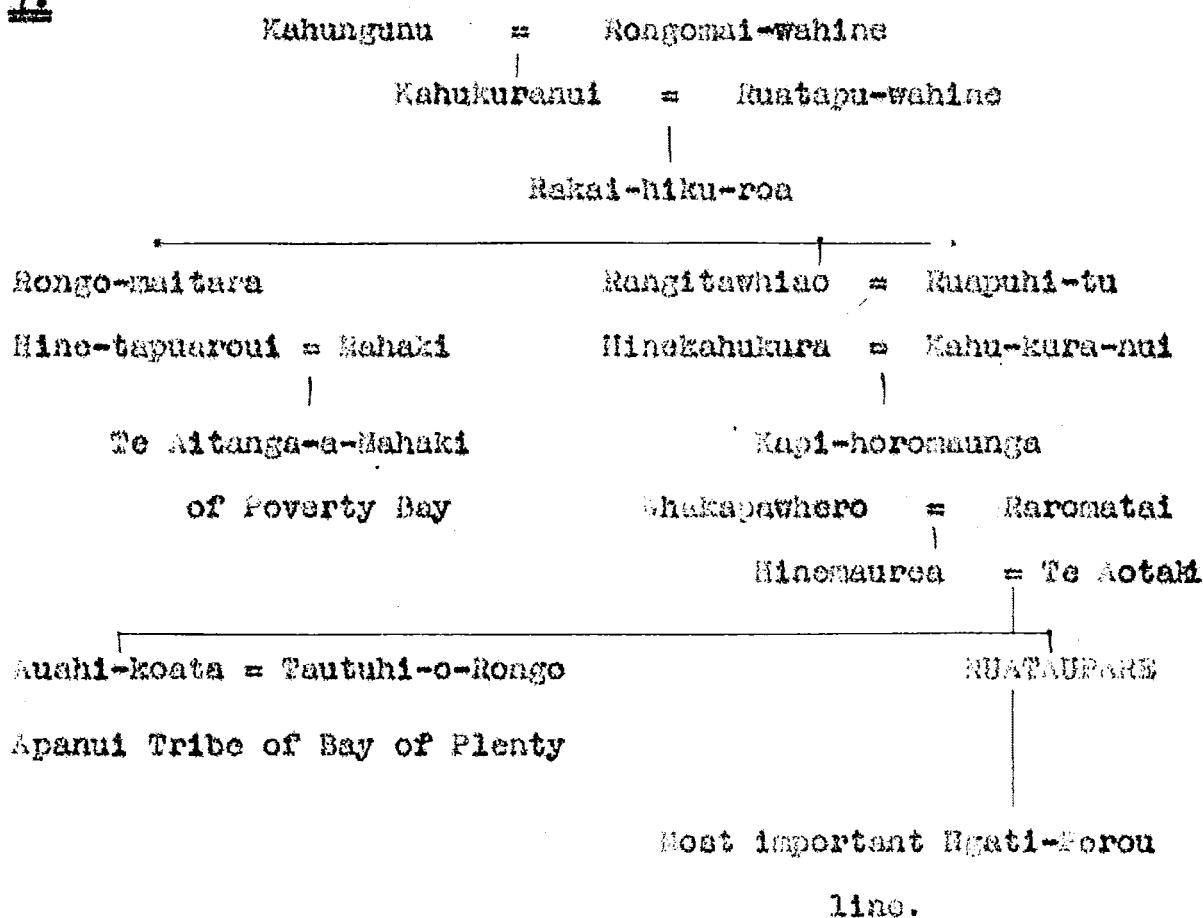 7.
Kahungunu = Rongomai-wahine
Kahukuranui = Ruatapu-wahine
Rakai-hiku-roa
Rongo-maitara Rangitawhiao = Ruapuhi-tu
Hine-tapuaroui = Mahaki Hinekahukura = Kahu-kura-nui
Te Aitanga-a-Mahaki Kapi-horomaunga
of Poverty Bay Whakapawhero = Raromatai
Hinemaurea = Te Aotaki
Auahi-koata = Tautuhi-o-Rongo RUATAUPARE
Apanui Tribe of Bay of Plenty
Most important Ngati-Porou
line.